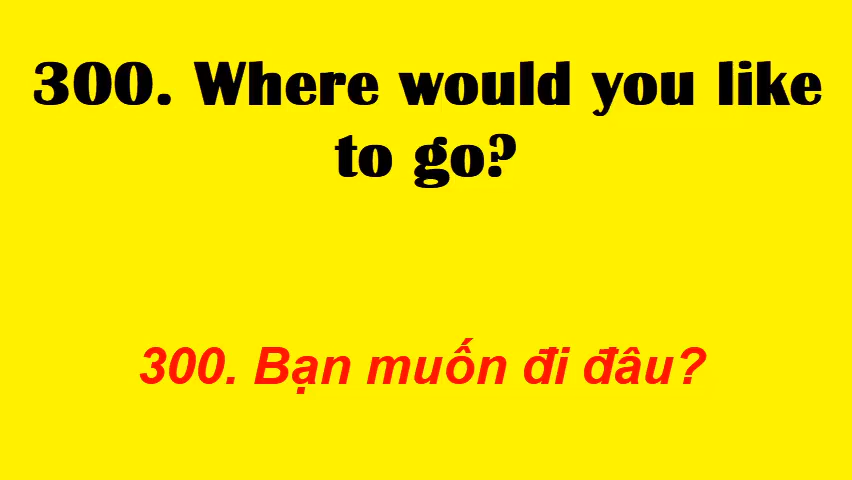 300. Where would you like
to go?
300. Bạn muốn đi đâu?